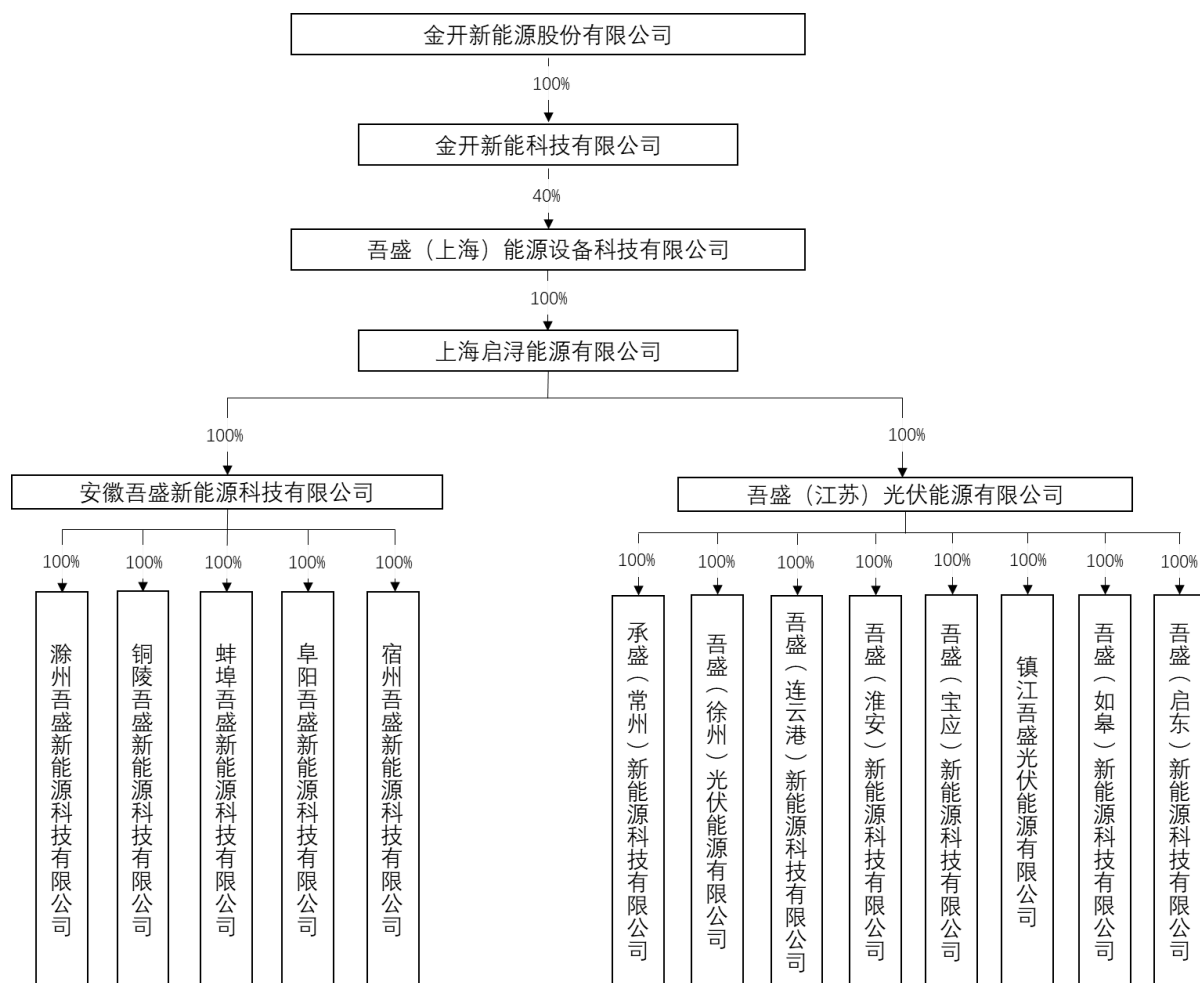 金开新能源股份有限公司
100%
金开新能科技有限公司
40%
吾盛（上海）能源设备科技有限公司
100%
上海启浔能源有限公司
100%
100%
安徽吾盛新能源科技有限公司
吾盛（江苏）光伏能源有限公司
100%
100%
100%
100%
100%
100%
100%
100%
100%
100%
100%
100%
100%
滁州吾盛新能源科技有限公司
铜陵吾盛新能源科技有限公司
蚌埠吾盛新能源科技有限公司
阜阳吾盛新能源科技有限公司
宿州吾盛新能源科技有限公司
承盛（常州）新能源科技有限公司
吾盛（徐州）光伏能源有限公司
吾盛（连云港）新能源科技有限公司
吾盛（淮安）新能源科技有限公司
吾盛（宝应）新能源科技有限公司
镇江吾盛光伏能源有限公司
吾盛（如皋）新能源科技有限公司
吾盛（启东）新能源科技有限公司